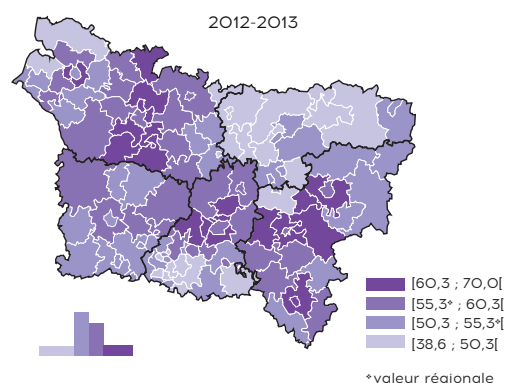 2012-2013
[60,3 ; 70,0[
[55,3* ; 60,3[
[50,3 ; 55,3*[
[38,6 ; 50,3[
*valeur régionale